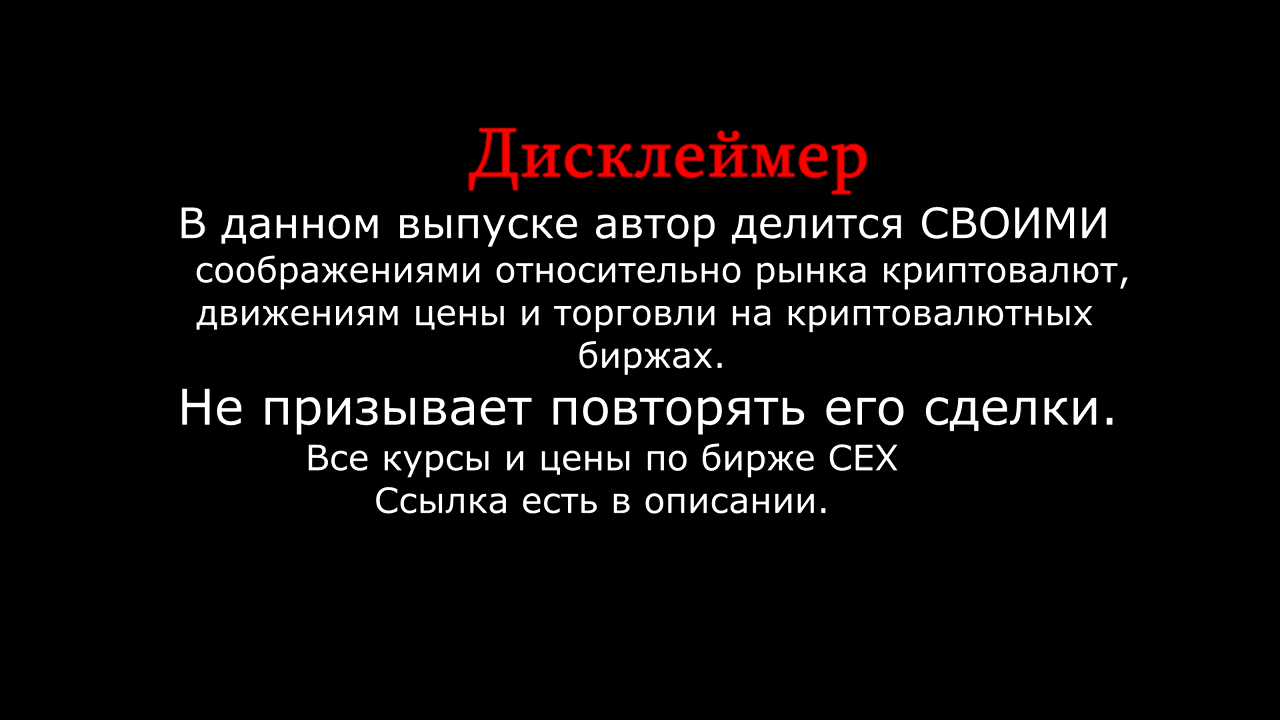 Дисклеймер
В данном выпуске автор делится СВОИМИ
соображениями относительно рынка криптовалют,
движениям цены и торговли на криптовалютных
биржах.
Не призывает повторять его сделки.
Все курсы и цены по бирже CEX
Ссылка есть в описании.